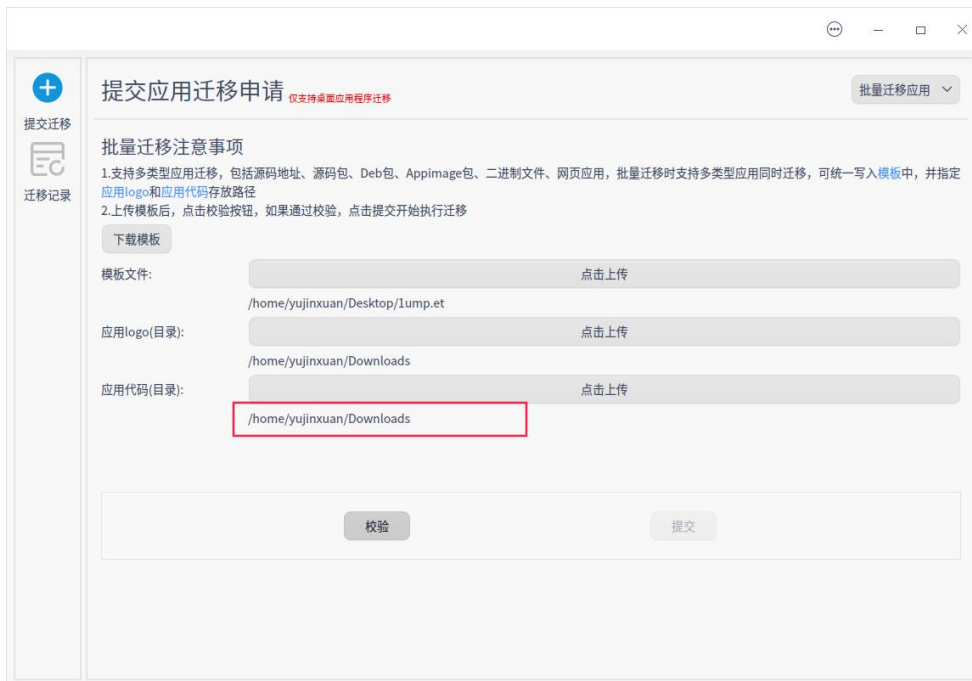 提交应用迁移申请 仅支持桌面应用程序迁移
批量迁移应用
提交迁移
迁移记录
批量迁移注意事项
1.支持多类型应用迁移，包括源码地址、源码包、Deb包、Appimage包、二进制文件、网页应用，批量迁移时支持多类型应用同时迁移，可统一写入模板中，并指定
应用logo和应用代码存放路径
2.上传模板后，点击校验按钮，如果通过校验，点击提交开始执行迁移
下载模板
模板文件: 点击上传
/home/yujinxuan/Desktop/1ump.et
应用logo(目录): 点击上传
/home/yujinxuan/Downloads
应用代码(目录): 点击上传
/home/yujinxuan/Downloads
校验 提交